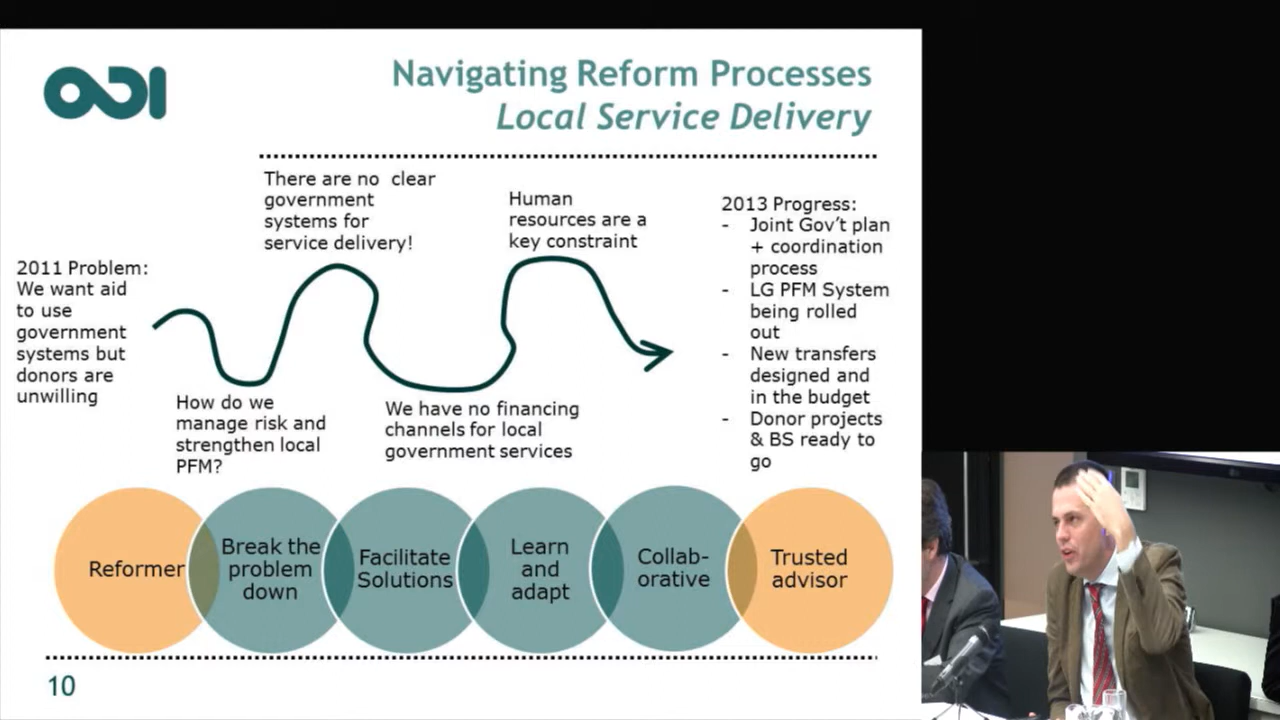 ODI
Navigating Reform Processes
Local Service Delivery
There are no clear
government
systems for
service delivery!
Human
resources are a
key constraint
2013 Progress:
- Joint Gov't plan
+ coordination
process
- LG PFM System
being rolled
out
- New transfers
designed and
in the budget
- Donor projects
& BS ready to
go
2011 Problem:
We want aid
to use
government
systems but
donors are
unwilling
How do we
manage risk and
strengthen local
PFM?
We have no financing
channels for local
government services
Reformer
Break the
problem
down
Facilitate
Solutions
Learn
and
adapt
Collab-
orative
Trusted
advisor
10